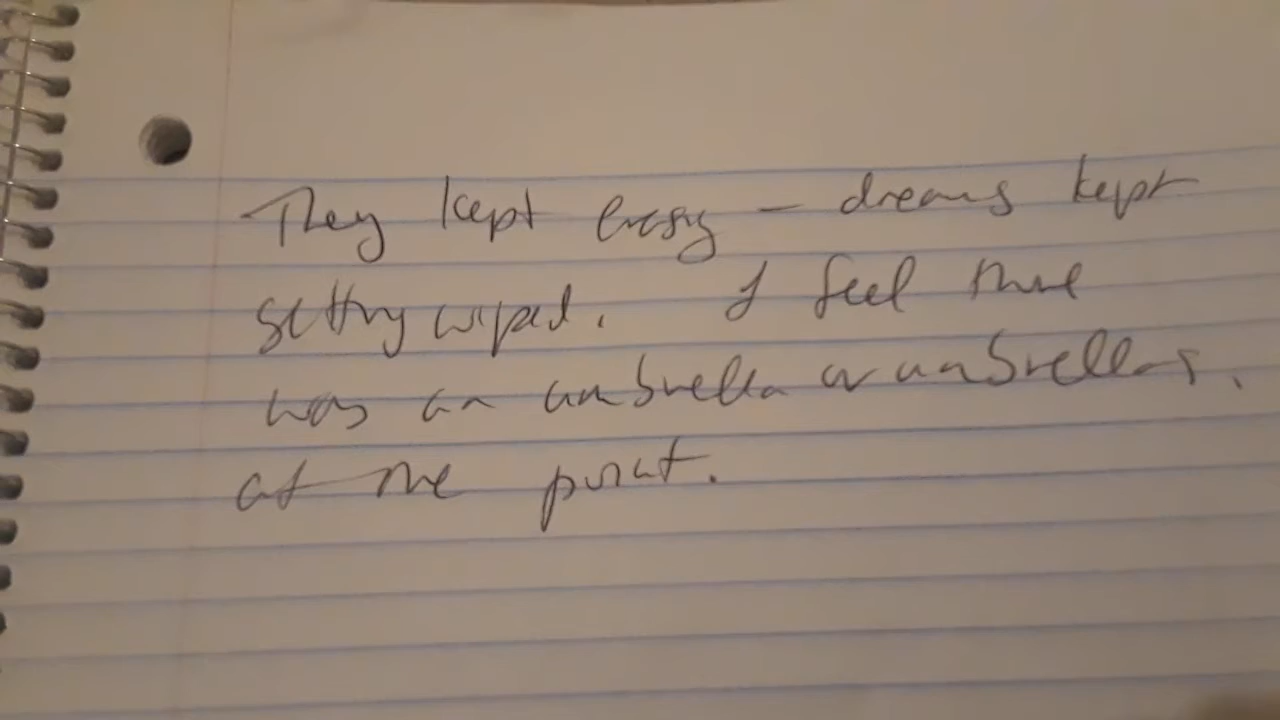 They kept erasing - dreams kept
getting wiped. I feel there
was an umbrella or umbrellas.
at one point.